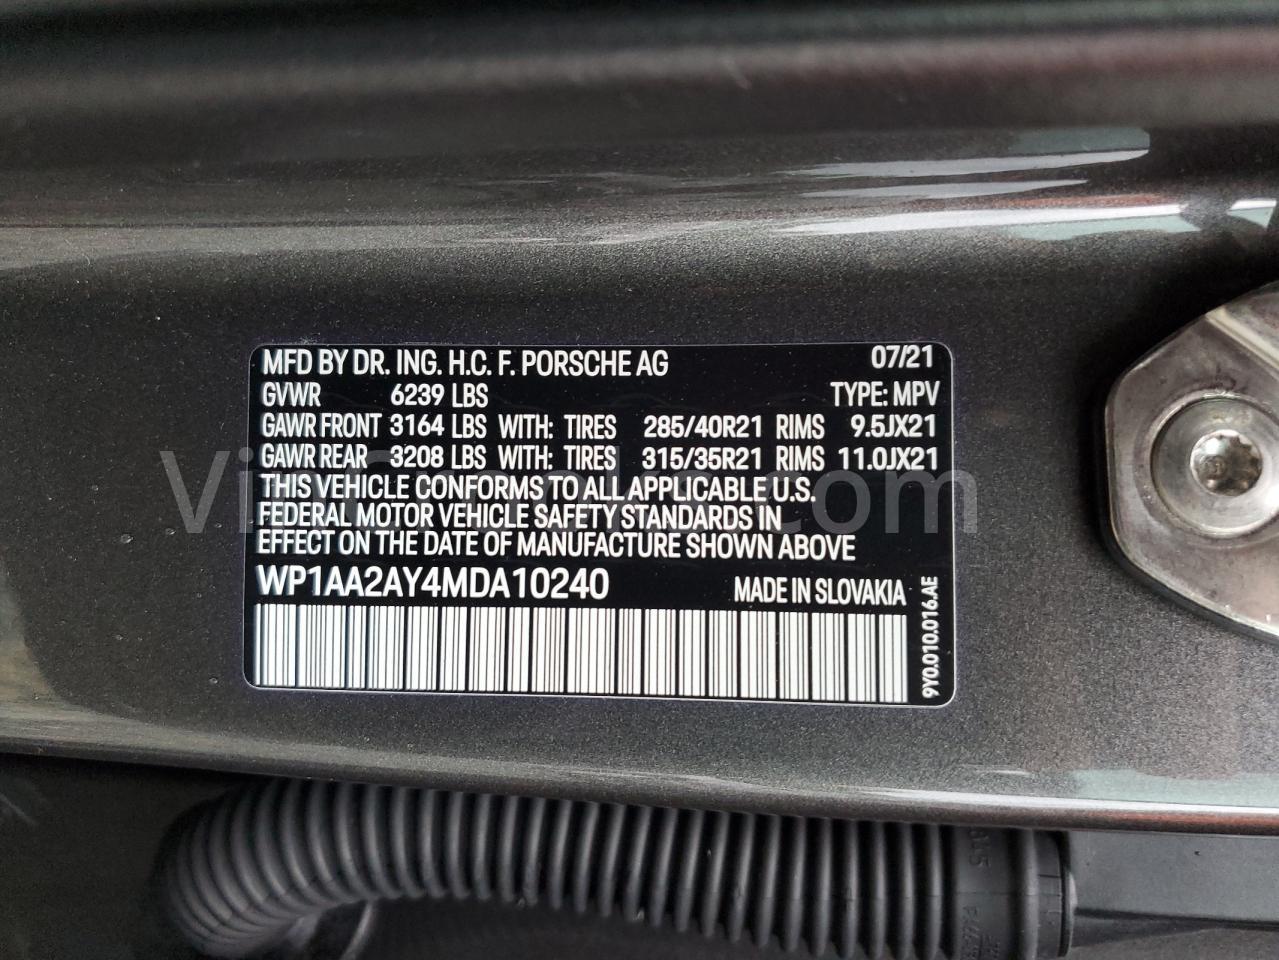 MFD BY DR. ING. H.C. F. PORSCHE AG 07/21
GVWR 6239 LBS TYPE: MPV
GAWR FRONT 3164 LBS WITH: TIRES 285/40R21 RIMS 9.5JX21
GAWR REAR 3208 LBS WITH: TIRES 315/35R21 RIMS 11.0JX21
THIS VEHICLE CONFORMS TO ALL APPLICABLE U.S.
FEDERAL MOTOR VEHICLE SAFETY STANDARDS IN
EFFECT ON THE DATE OF MANUFACTURE SHOWN ABOVE
WP1AA2AY4MDA10240 MADE IN SLOVAKIA
9Y0.010.016.AE